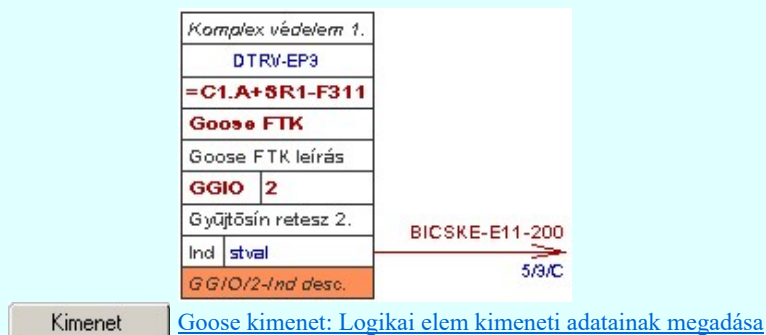 Komplex védelem 1.
DTRV-EP3
=C1.A+SR1-F311
Goose FTK
Goose FTK leírás
GGIO 2
Gyűjtősín retesz 2.
BICSKE-E11-200
Ind stval
5/3/C
GGIO/2-Ind desc.
Kimenet Goose kimenet: Logikai elem kimeneti adatainak megadása